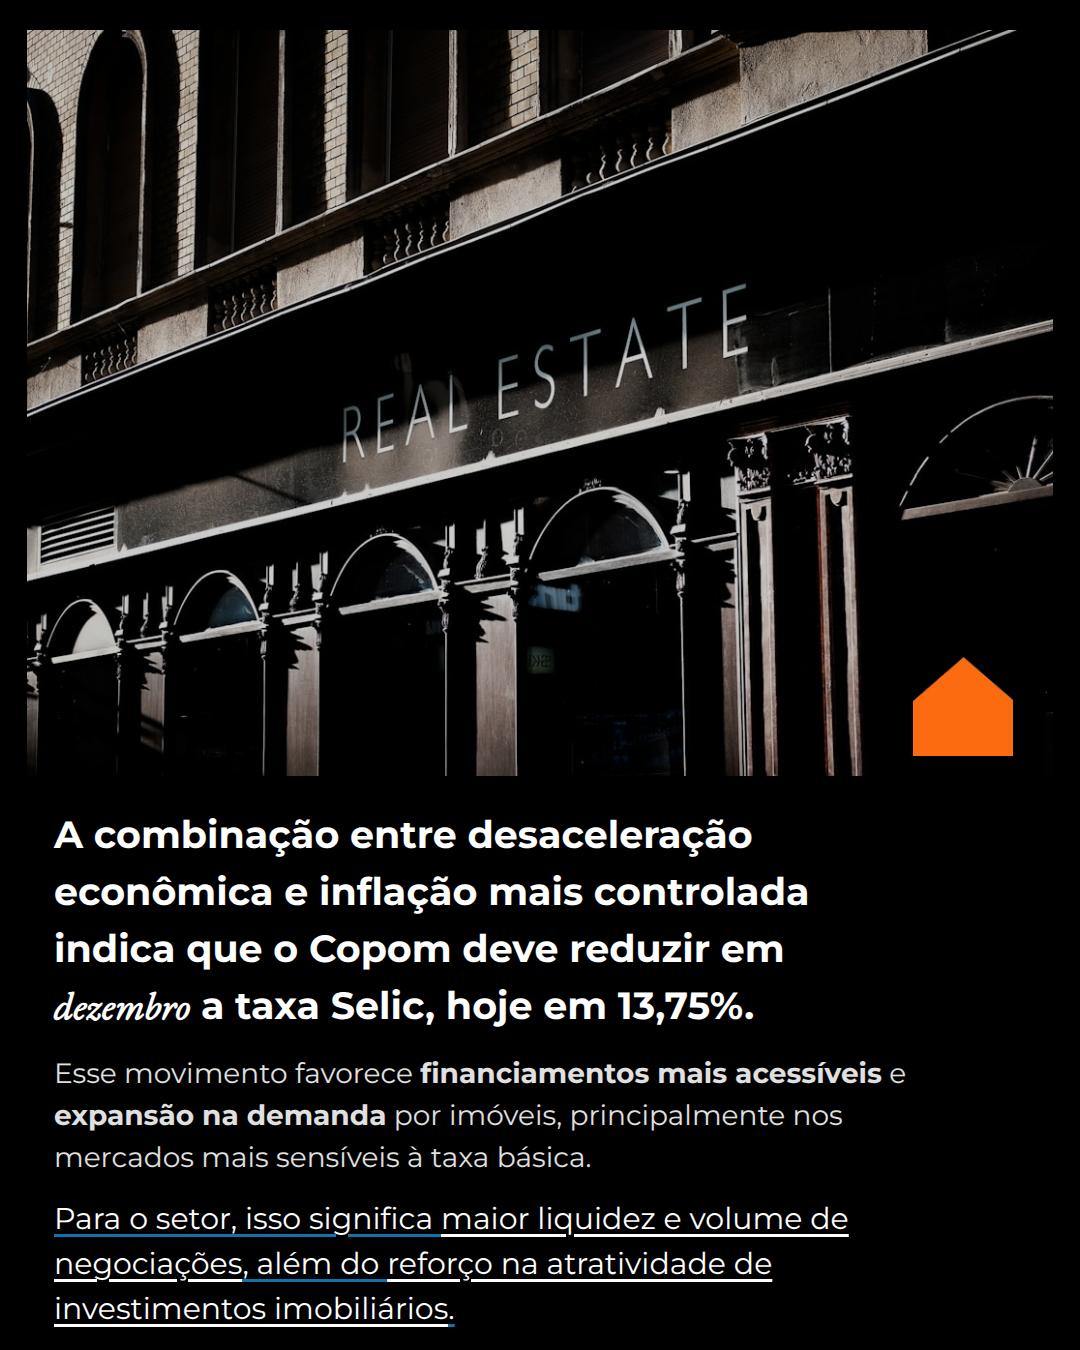 REAL ESTATE
A combinação entre desaceleração
econômica e inflação mais controlada
indica que o Copom deve reduzir em
dezembro a taxa Selic, hoje em 13,75%.
Esse movimento favorece financiamentos mais acessíveis e
expansão na demanda por imóveis, principalmente nos
mercados mais sensíveis à taxa básica.
Para o setor, isso significa maior liquidez e volume de
negociações, além do reforço na atratividade de
investimentos imobiliários.